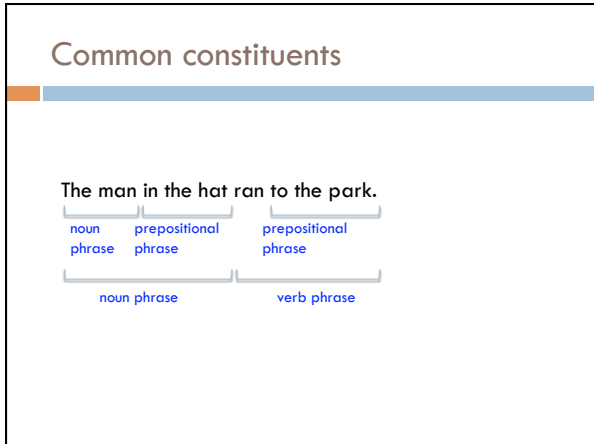 Common constituents
The man in the hat ran to the park.
noun prepositional prepositional
phrase phrase phrase
noun phrase verb phrase